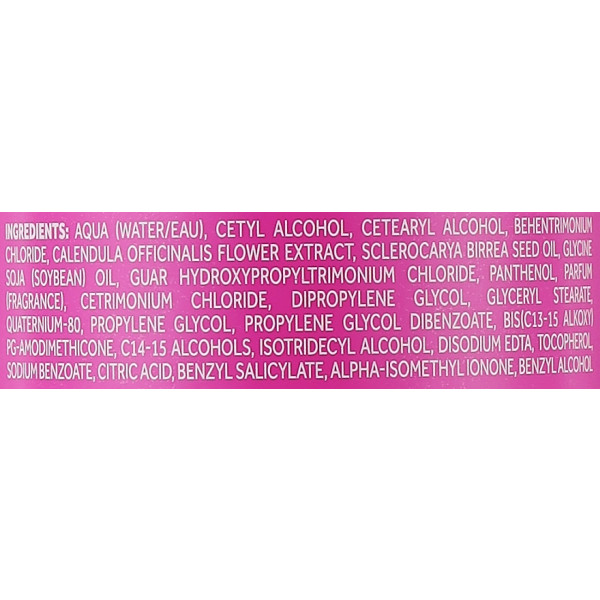 INGREDIENTS: AQUA (WATER/EAU), CETYL ALCOHOL, CETEARYL ALCOHOL, BEHENTRIMONIUM
CHLORIDE, CALENDULA OFFICINALIS FLOWER EXTRACT, SCLEROCARYA BIRREA SEED OIL, GLYCINE
SOJA (SOYBEAN) OIL, GUAR HYDROXYPROPYLTRIMONIUM CHLORIDE, PANTHENOL, PARFUM
(FRAGRANCE), CETRIMONIUM CHLORIDE, DIPROPYLENE GLYCOL, GLYCERYL STEARATE,
QUATERNIUM-80, PROPYLENE GLYCOL, PROPYLENE GLYCOL DIBENZOATE, BIS(C13-15 ALKOXY)
PG-AMODIMETHICONE, C14-15 ALCOHOLS, ISOTRIDECYL ALCOHOL, DISODIUM EDTA, TOCOPHEROL,
SODIUM BENZOATE, CITRIC ACID, BENZYL SALICYLATE, ALPHA-ISOMETHYL IONONE, BENZYL ALCOHOL